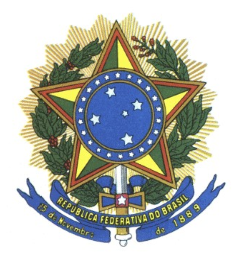 REPÚBLICA FEDERATIVA DO BRASIL
15 de Novembro de 1889